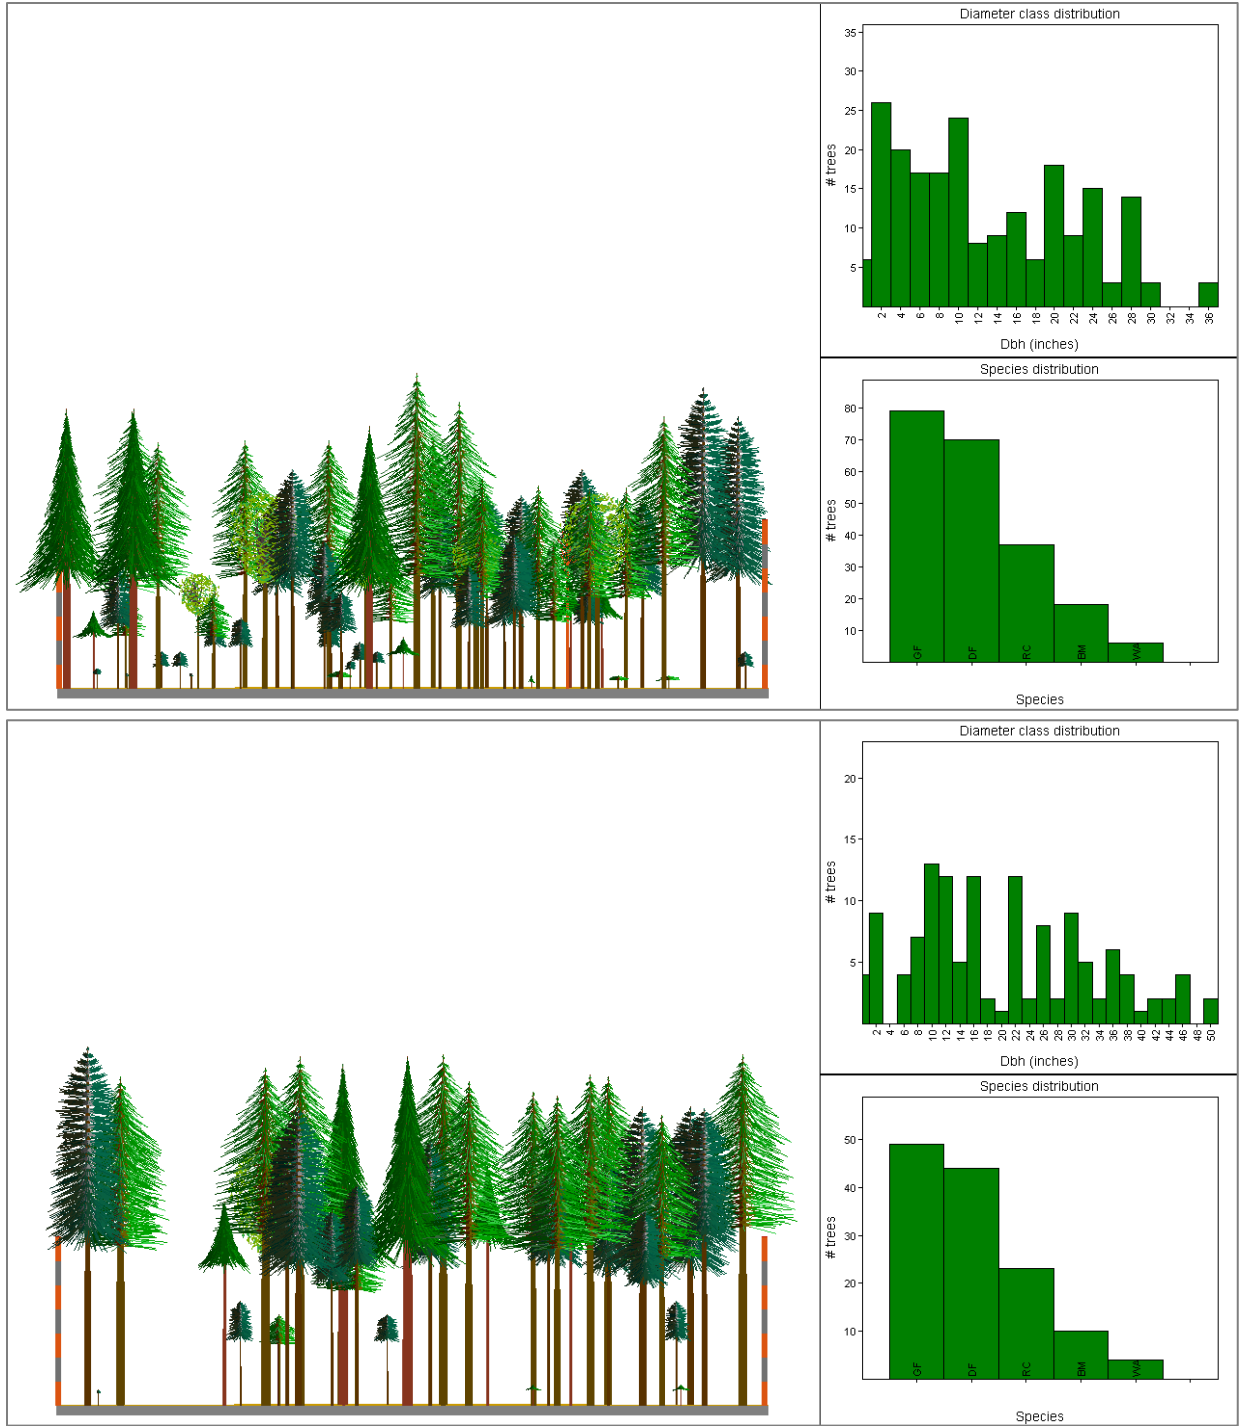 Diameter class distribution
35
30
25
20
15
10
5
# trees
2 4 6 8 10 12 14 16 18 20 22 24 26 28 30 32 34 36
Dbh (inches)
Species distribution
80
70
60
50
40
30
20
10
# trees
GF DF RC BM WA
Species
Diameter class distribution
20
15
10
5
# trees
2 4 6 8 10 12 14 16 18 20 22 24 26 28 30 32 34 36 38 40 42 44 46 48 50
Dbh (inches)
Species distribution
50
40
30
20
10
# trees
GF DF RC BM WA
Species